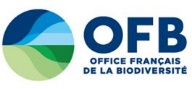 OFB
OFFICE FRANÇAIS
DE LA BIODIVERSITÉ